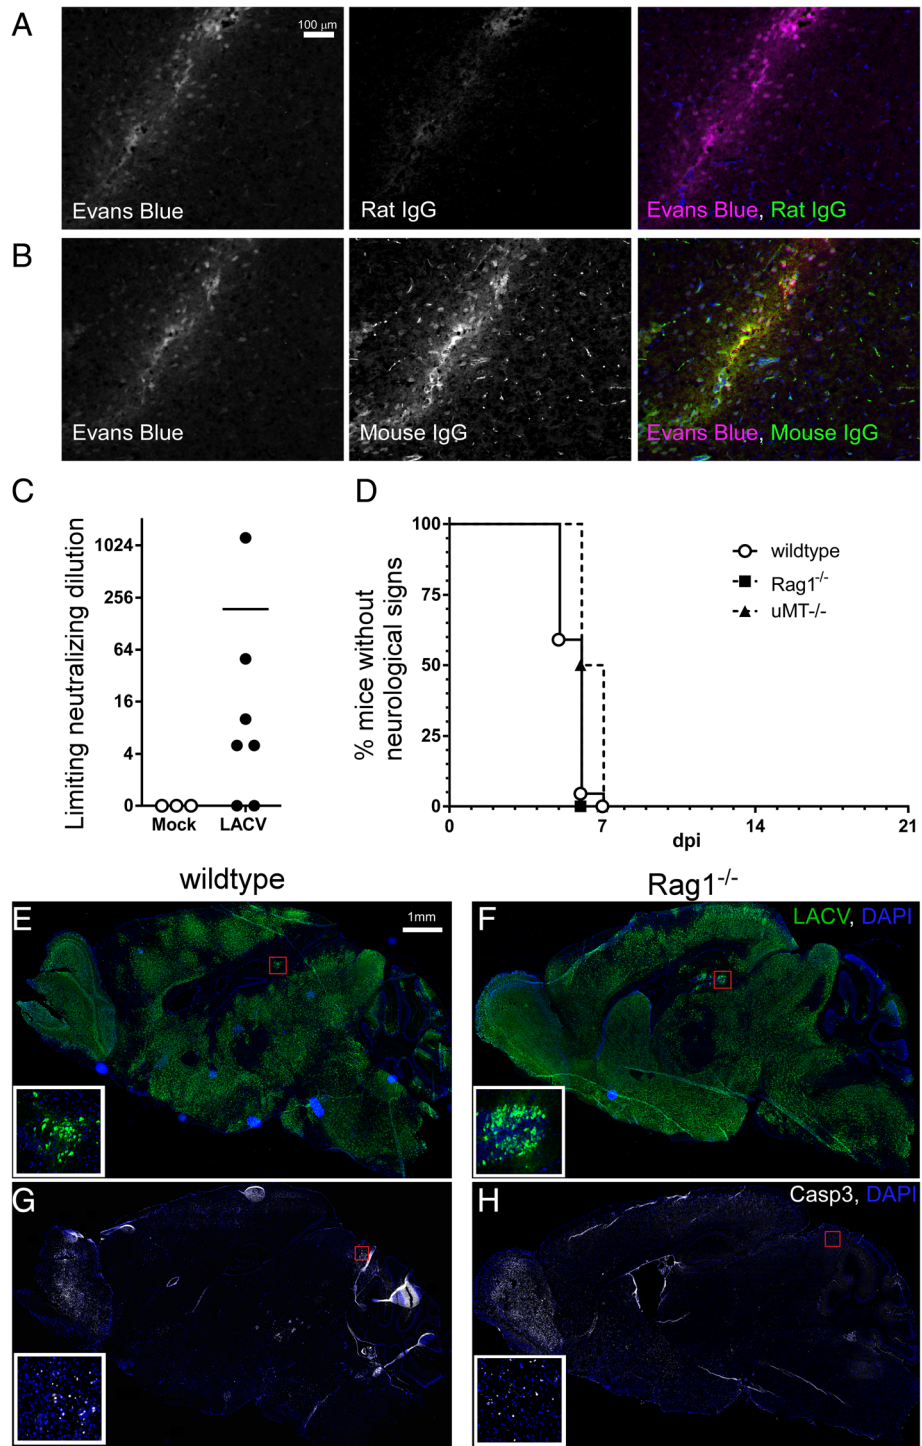 A
100 μm
Evans Blue
Rat IgG
Evans Blue, Rat IgG
B
Evans Blue
Mouse IgG
Evans Blue, Mouse IgG
C
Limiting neutralizing dilution
1024
256
64
16
4
0
Mock
LACV
D
% mice without
neurological signs
100
75
50
25
0
0
7
14
21
dpi
wildtype
Rag1-/-
uMT-/-
wildtype
Rag1-/-
E
1mm
F
LACV, DAPI
G
H
Casp3, DAPI